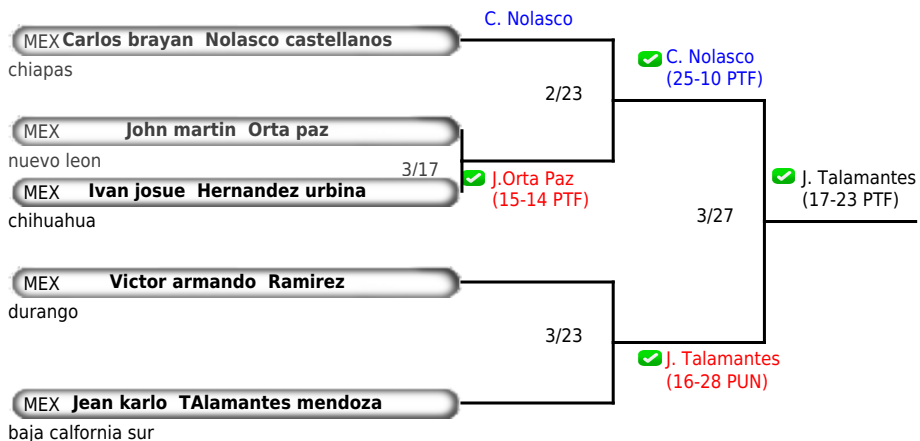 C. Nolasco
MEX Carlos brayan Nolasco castellanos
chiapas
C. Nolasco
(25-10 PTF)
2/23
MEX John martin Orta paz
nuevo leon
3/17
J.Orta Paz
(15-14 PTF)
MEX Ivan josue Hernandez urbina
chihuahua
J. Talamantes
(17-23 PTF)
3/27
MEX Victor armando Ramirez
durango
3/23
J. Talamantes
(16-28 PUN)
MEX Jean karlo TAlamantes mendoza
baja calfornia sur